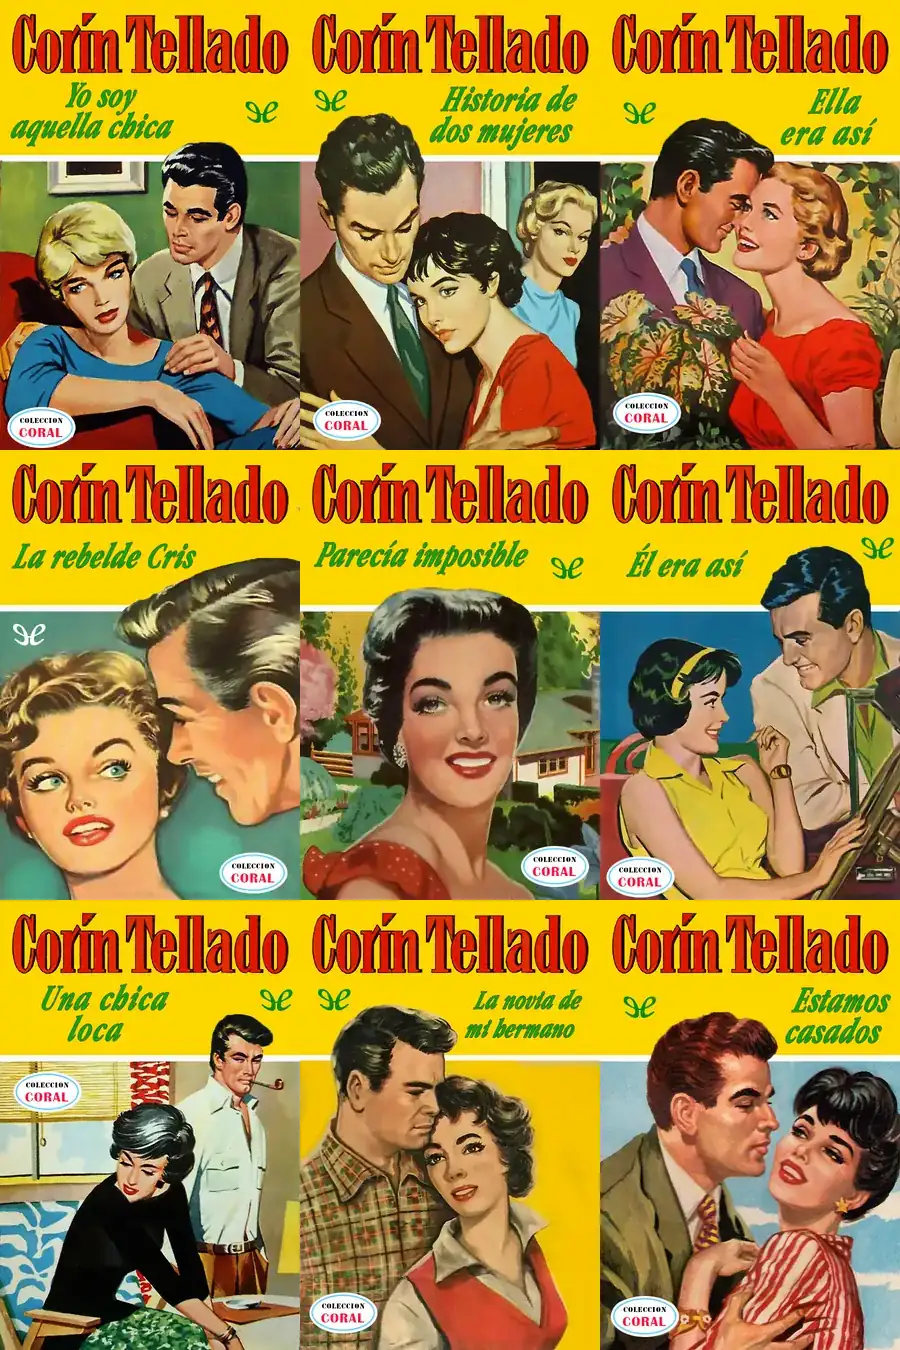 Corín Tellado
Yo soy
aquella chica
COLECCION
CORAL
Corín Tellado
Historia de
dos mujeres
COLECCION
CORAL
Corín Tellado
Ella
era así
COLECCION
CORAL
Corín Tellado
La rebelde Cris
COLECCION
CORAL
Corín Tellado
Parecía imposible
COLECCION
CORAL
Corín Tellado
Él era así
COLECCION
CORAL
Corín Tellado
Una chica
loca
COLECCION
CORAL
Corín Tellado
La novia de
mi hermano
COLECCION
CORAL
Corín Tellado
Estamos
casados
COLECCION
CORAL